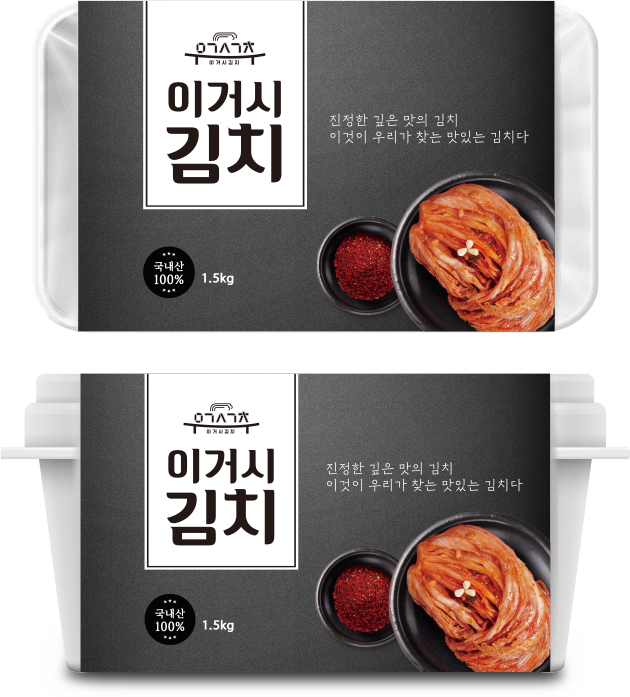 이거시김치
이거시
김치
진정한 깊은 맛의 김치
이것이 우리가 찾는 맛있는 김치다
국내산
100%
1.5kg
이거시김치
이거시
김치
진정한 깊은 맛의 김치
이것이 우리가 찾는 맛있는 김치다
국내산
100%
1.5kg